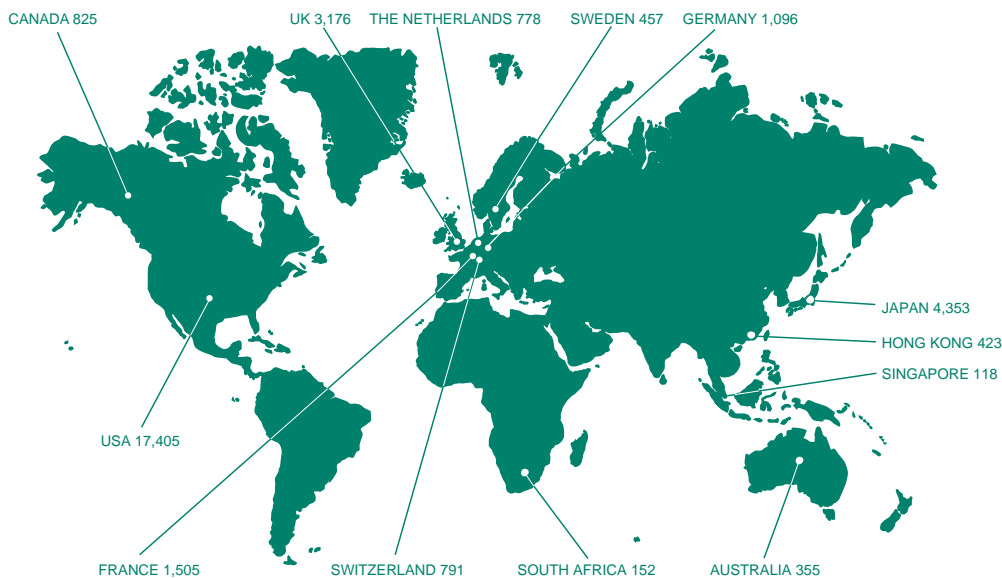 CANADA 825
UK 3,176
THE NETHERLANDS 778
SWEDEN 457
GERMANY 1,096
JAPAN 4,353
HONG KONG 423
SINGAPORE 118
USA 17,405
FRANCE 1,505
SWITZERLAND 791
SOUTH AFRICA 152
AUSTRALIA 355